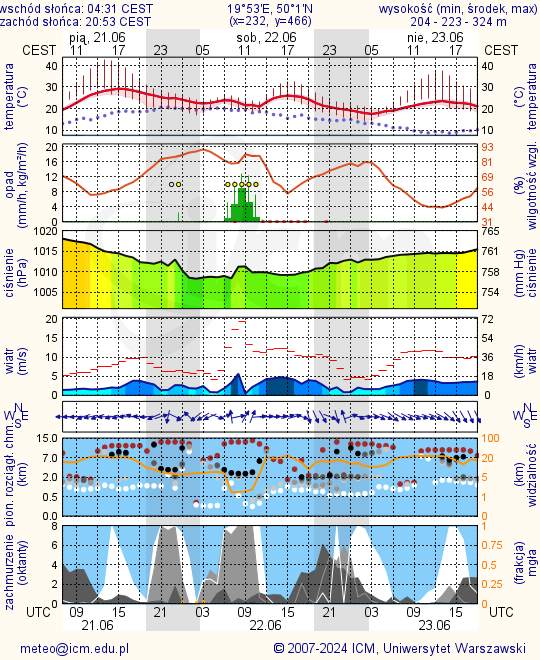 wschód słońca: 04:31 CEST 19°53'E, 50°1'N wysokość (min, środek, max)
zachód słońca: 20:53 CEST (x=232, y=466) 204 - 223 - 324 m
pią, 21.06 sob, 22.06 nie, 23.06
CEST 11 17 23 05 11 17 23 05 11 17 CEST
temperatura (°C)
40 30 20 10
40 30 20 10
temperatura (°C)
opad (mm/h, kg/m²/h)
20 16 12 8 4 0
93 81 68 56 44 31
(%) wilgotność wzgl.
ciśnienie (hPa)
1020 1015 1010 1005
765 761 758 754
(mm Hg) ciśnienie
wiatr (m/s)
20 15 10 5 0
72 54 36 18 0
(km/h) wiatr
N W E S
N W E S
pion. rozciągł. chm. (km)
15.0 7.0 2.0 0.5 0.2 0.0
100 20 10 5 1 0
(km) widzialność
zachmurzenie (oktanty)
8 7 6 5 4 3 2 1 0
1 0.75 0.5 0.25 0
(frakcja) mgła
UTC 09 15 21 03 09 15 21 03 09 15 UTC
21.06 22.06 23.06
meteo@icm.edu.pl © 2007-2024 ICM, Uniwersytet Warszawski